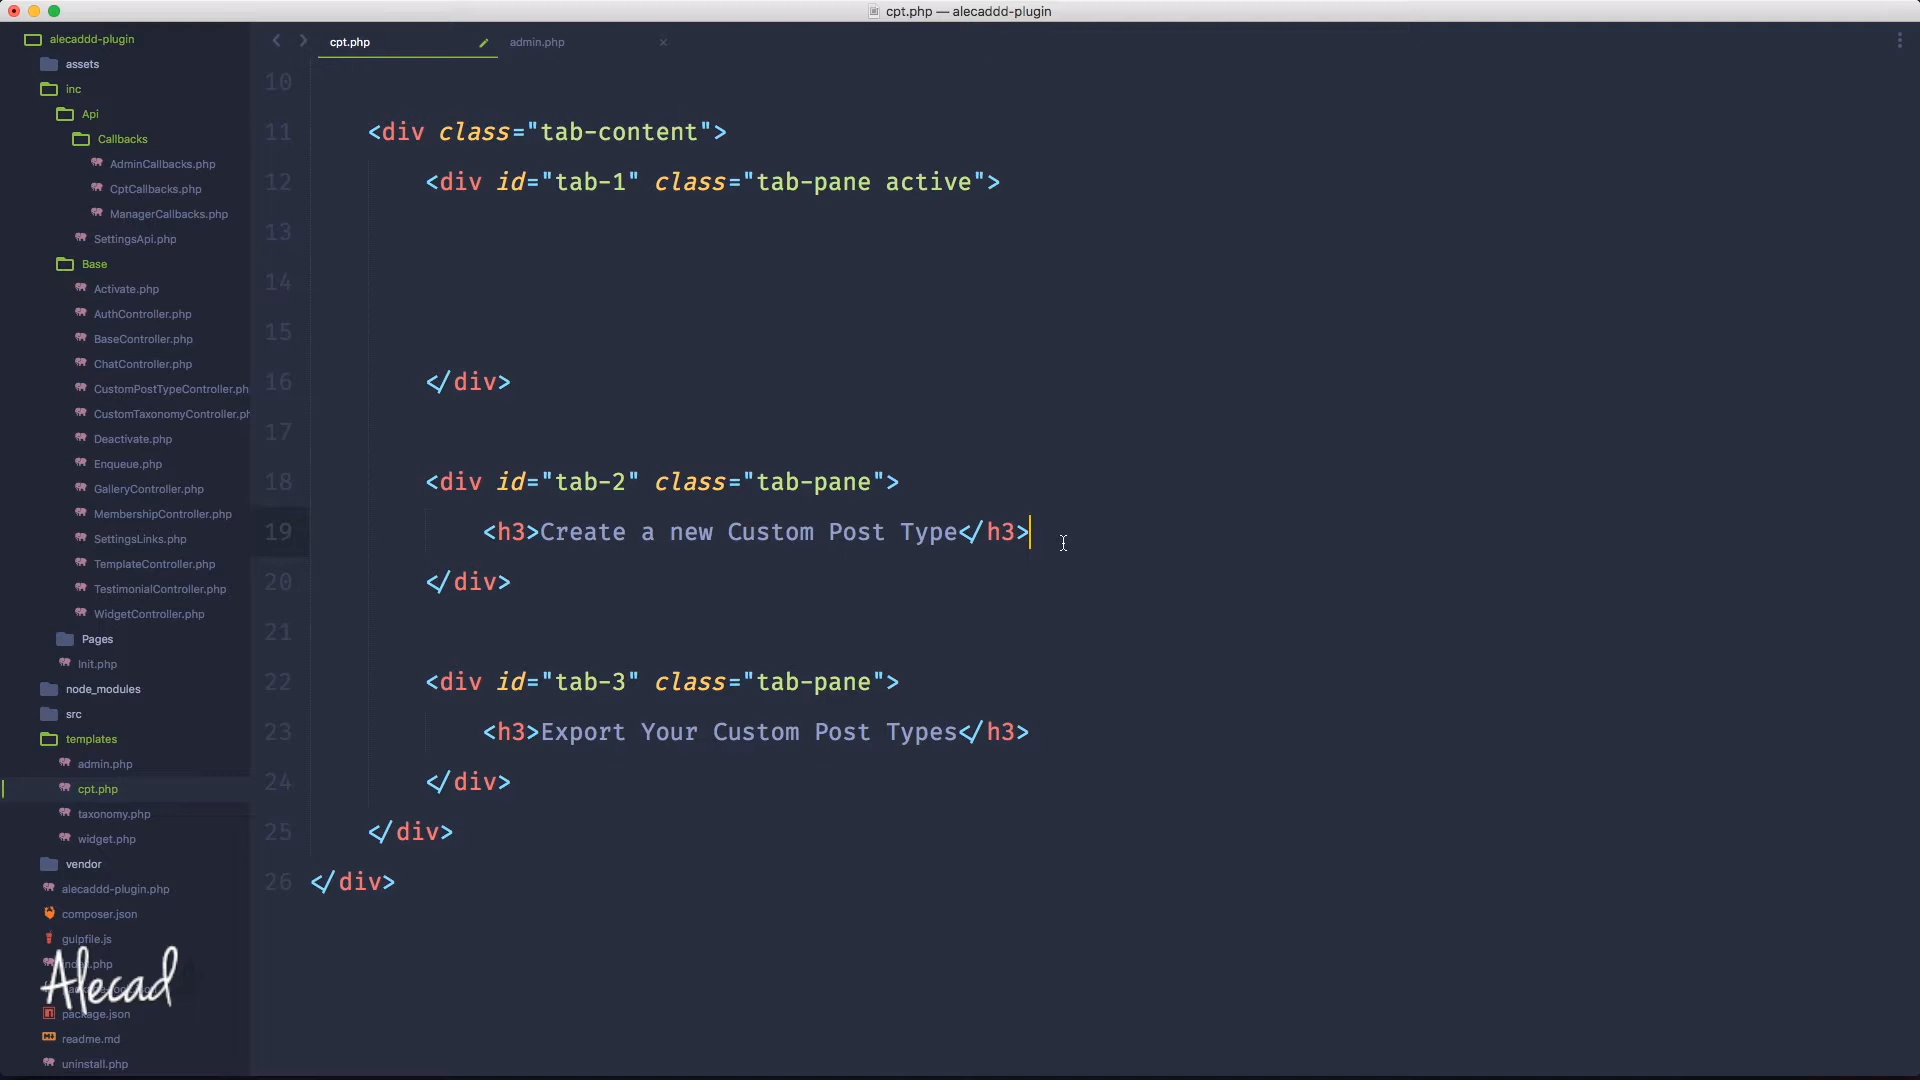 cpt.php — alecaddd-plugin
alecaddd-plugin
assets
inc
Api
Callbacks
AdminCallbacks.php
CptCallbacks.php
ManagerCallbacks.php
SettingsApi.php
Base
Activate.php
AuthController.php
BaseController.php
ChatController.php
CustomPostTypeController.ph
CustomTaxonomyController.ph
Deactivate.php
Enqueue.php
GalleryController.php
MembershipController.php
SettingsLinks.php
TemplateController.php
TestimonialController.php
WidgetController.php
Pages
Init.php
node_modules
src
templates
admin.php
cpt.php
taxonomy.php
widget.php
vendor
alecaddd-plugin.php
composer.json
gulpfile.js
package.json
readme.md
uninstall.php
Alecad
cpt.php admin.php
10
11 <div class="tab-content">
12 <div id="tab-1" class="tab-pane active">
13
14
15
16 </div>
17
18 <div id="tab-2" class="tab-pane">
19 <h3>Create a new Custom Post Type</h3>
20 </div>
21
22 <div id="tab-3" class="tab-pane">
23 <h3>Export Your Custom Post Types</h3>
24 </div>
25 </div>
26 </div>